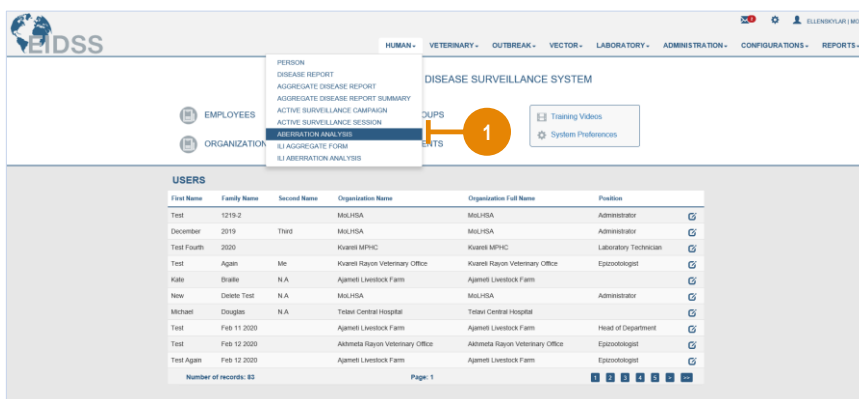 2
ELLENSKYLAR | MO
EIDSS
HUMAN VETERINARY OUTBREAK VECTOR LABORATORY ADMINISTRATION CONFIGURATIONS REPORTS
PERSON
DISEASE REPORT
AGGREGATE DISEASE REPORT
AGGREGATE DISEASE REPORT SUMMARY
ACTIVE SURVEILLANCE CAMPAIGN
ACTIVE SURVEILLANCE SESSION
ABERRATION ANALYSIS
ILI AGGREGATE FORM
ILI ABERRATION ANALYSIS
DISEASE SURVEILLANCE SYSTEM
EMPLOYEES OUPS Training Videos
ORGANIZATION ENTS System Preferences
1
USERS
First Name Family Name Second Name Organization Name Organization Full Name Position
Test 1219-2 MoLHSA MoLHSA Administrator
December 2019 Third MoLHSA MoLHSA Administrator
Test Fourth 2020 Kvareli MPHC Kvareli MPHC Laboratory Technician
Test Again Me Kvareli Rayon Veterinary Office Kvareli Rayon Veterinary Office Epizootologist
Kate Braille N.A Ajameti Livestock Farm Ajameti Livestock Farm
New Delete Test N.A MoLHSA MoLHSA Administrator
Michael Douglas N.A Telavi Central Hospital Telavi Central Hospital
Test Feb 11 2020 Ajameti Livestock Farm Ajameti Livestock Farm Head of Department
Test Feb 12 2020 Akhmeta Rayon Veterinary Office Akhmeta Rayon Veterinary Office Epizootologist
Test Again Feb 12 2020 Ajameti Livestock Farm Ajameti Livestock Farm Epizootologist
Number of records: 83 Page: 1 1 2 3 4 5 > >>